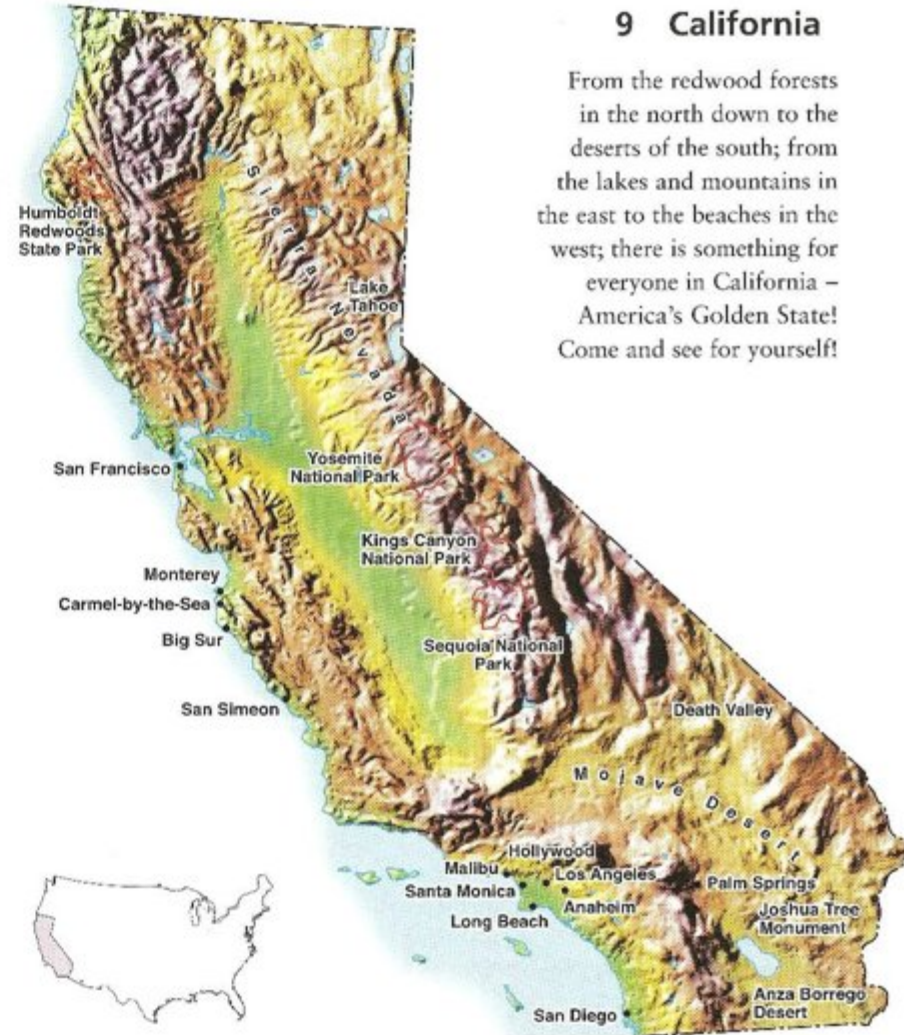 9 California
From the redwood forests
in the north down to the
deserts of the south; from
the lakes and mountains in
the east to the beaches in the
west; there is something for
everyone in California –
America's Golden State!
Come and see for yourself!
Humboldt
Redwoods
State Park
Sierra Nevada
Lake
Tahoe
San Francisco
Yosemite
National Park
Kings Canyon
National Park
Monterey
Carmel-by-the-Sea
Big Sur
Sequoia National
Park
San Simeon
Death Valley
Mojave Desert
Hollywood
Malibu
Los Angeles
Santa Monica
Palm Springs
Long Beach
Anaheim
Joshua Tree
Monument
San Diego
Anza Borrego
Desert